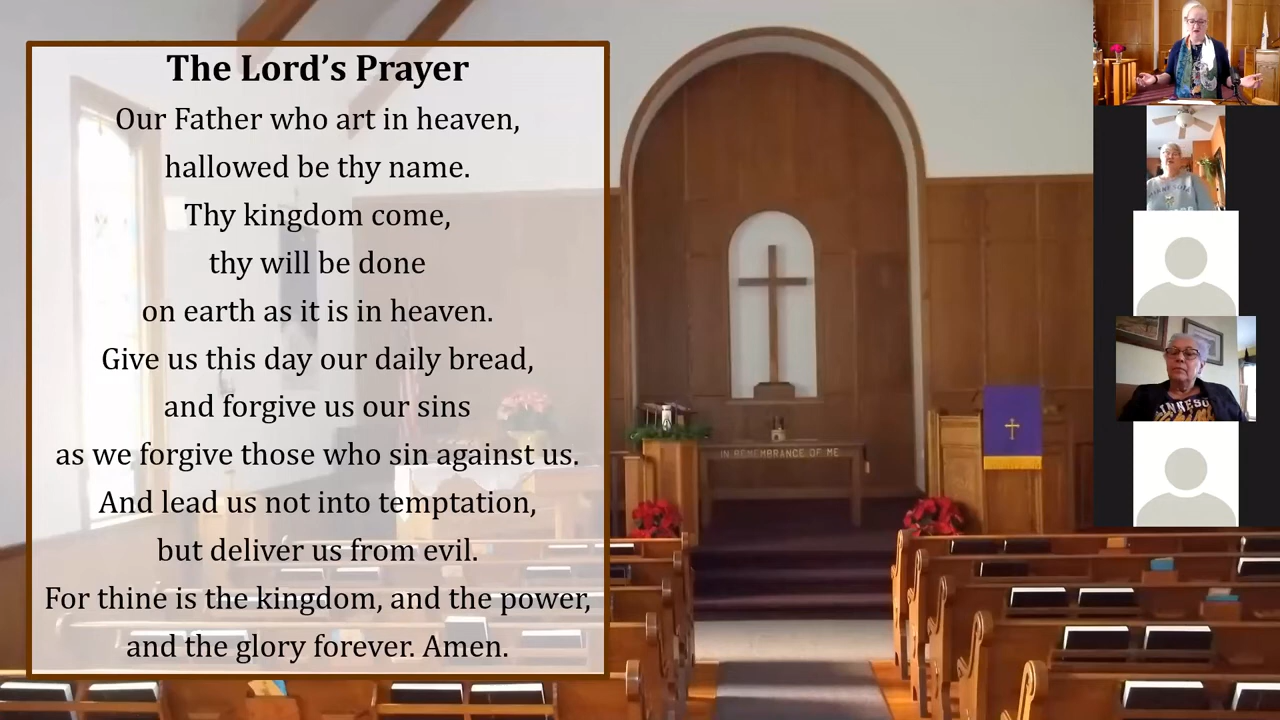 The Lord's Prayer
Our Father who art in heaven,
hallowed be thy name.
Thy kingdom come,
thy will be done
on earth as it is in heaven.
Give us this day our daily bread,
and forgive us our sins
as we forgive those who sin against us.
And lead us not into temptation,
but deliver us from evil.
For thine is the kingdom, and the power,
and the glory forever. Amen.
IN REMEMBRANCE OF ME